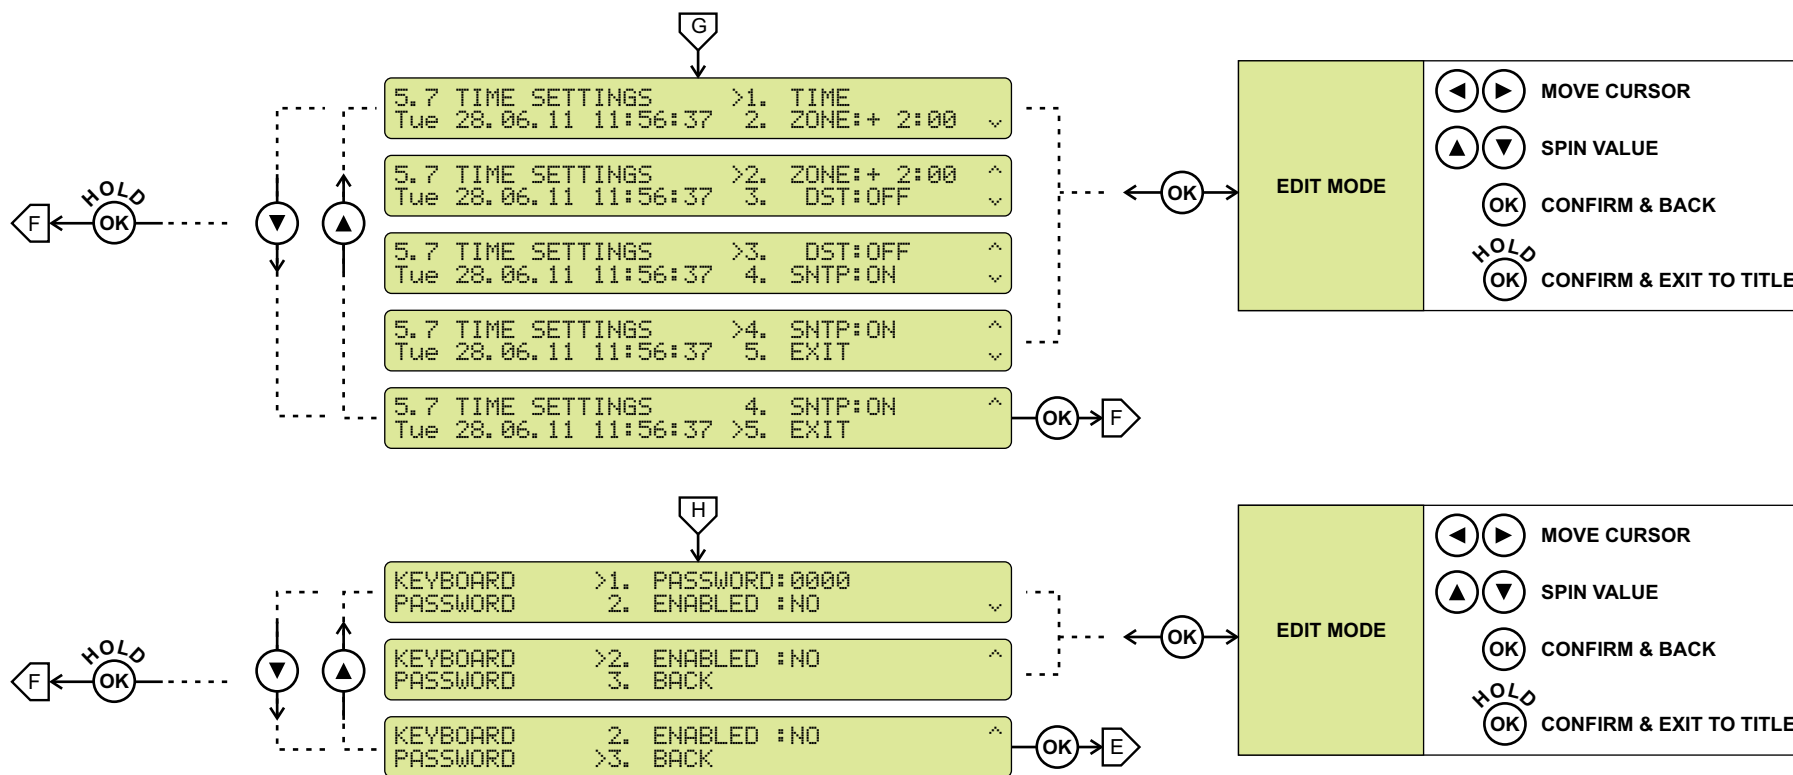 G
5.7 TIME SETTINGS >1. TIME
Tue 28.06.11 11:56:37 2. ZONE:+ 2:00
5.7 TIME SETTINGS >2. ZONE:+ 2:00
Tue 28.06.11 11:56:37 3. DST:OFF
5.7 TIME SETTINGS >3. DST:OFF
Tue 28.06.11 11:56:37 4. SNTP:ON
5.7 TIME SETTINGS >4. SNTP:ON
Tue 28.06.11 11:56:37 5. EXIT
5.7 TIME SETTINGS 4. SNTP:ON
Tue 28.06.11 11:56:37 >5. EXIT
F
HOLD
OK
OK
F
OK
EDIT MODE
MOVE CURSOR
SPIN VALUE
OK CONFIRM & BACK
HOLD
OK CONFIRM & EXIT TO TITLE
H
KEYBOARD >1. PASSWORD:0000
PASSWORD 2. ENABLED :NO
KEYBOARD >2. ENABLED :NO
PASSWORD 3. BACK
KEYBOARD 2. ENABLED :NO
PASSWORD >3. BACK
F
HOLD
OK
OK
E
OK
EDIT MODE
MOVE CURSOR
SPIN VALUE
OK CONFIRM & BACK
HOLD
OK CONFIRM & EXIT TO TITLE